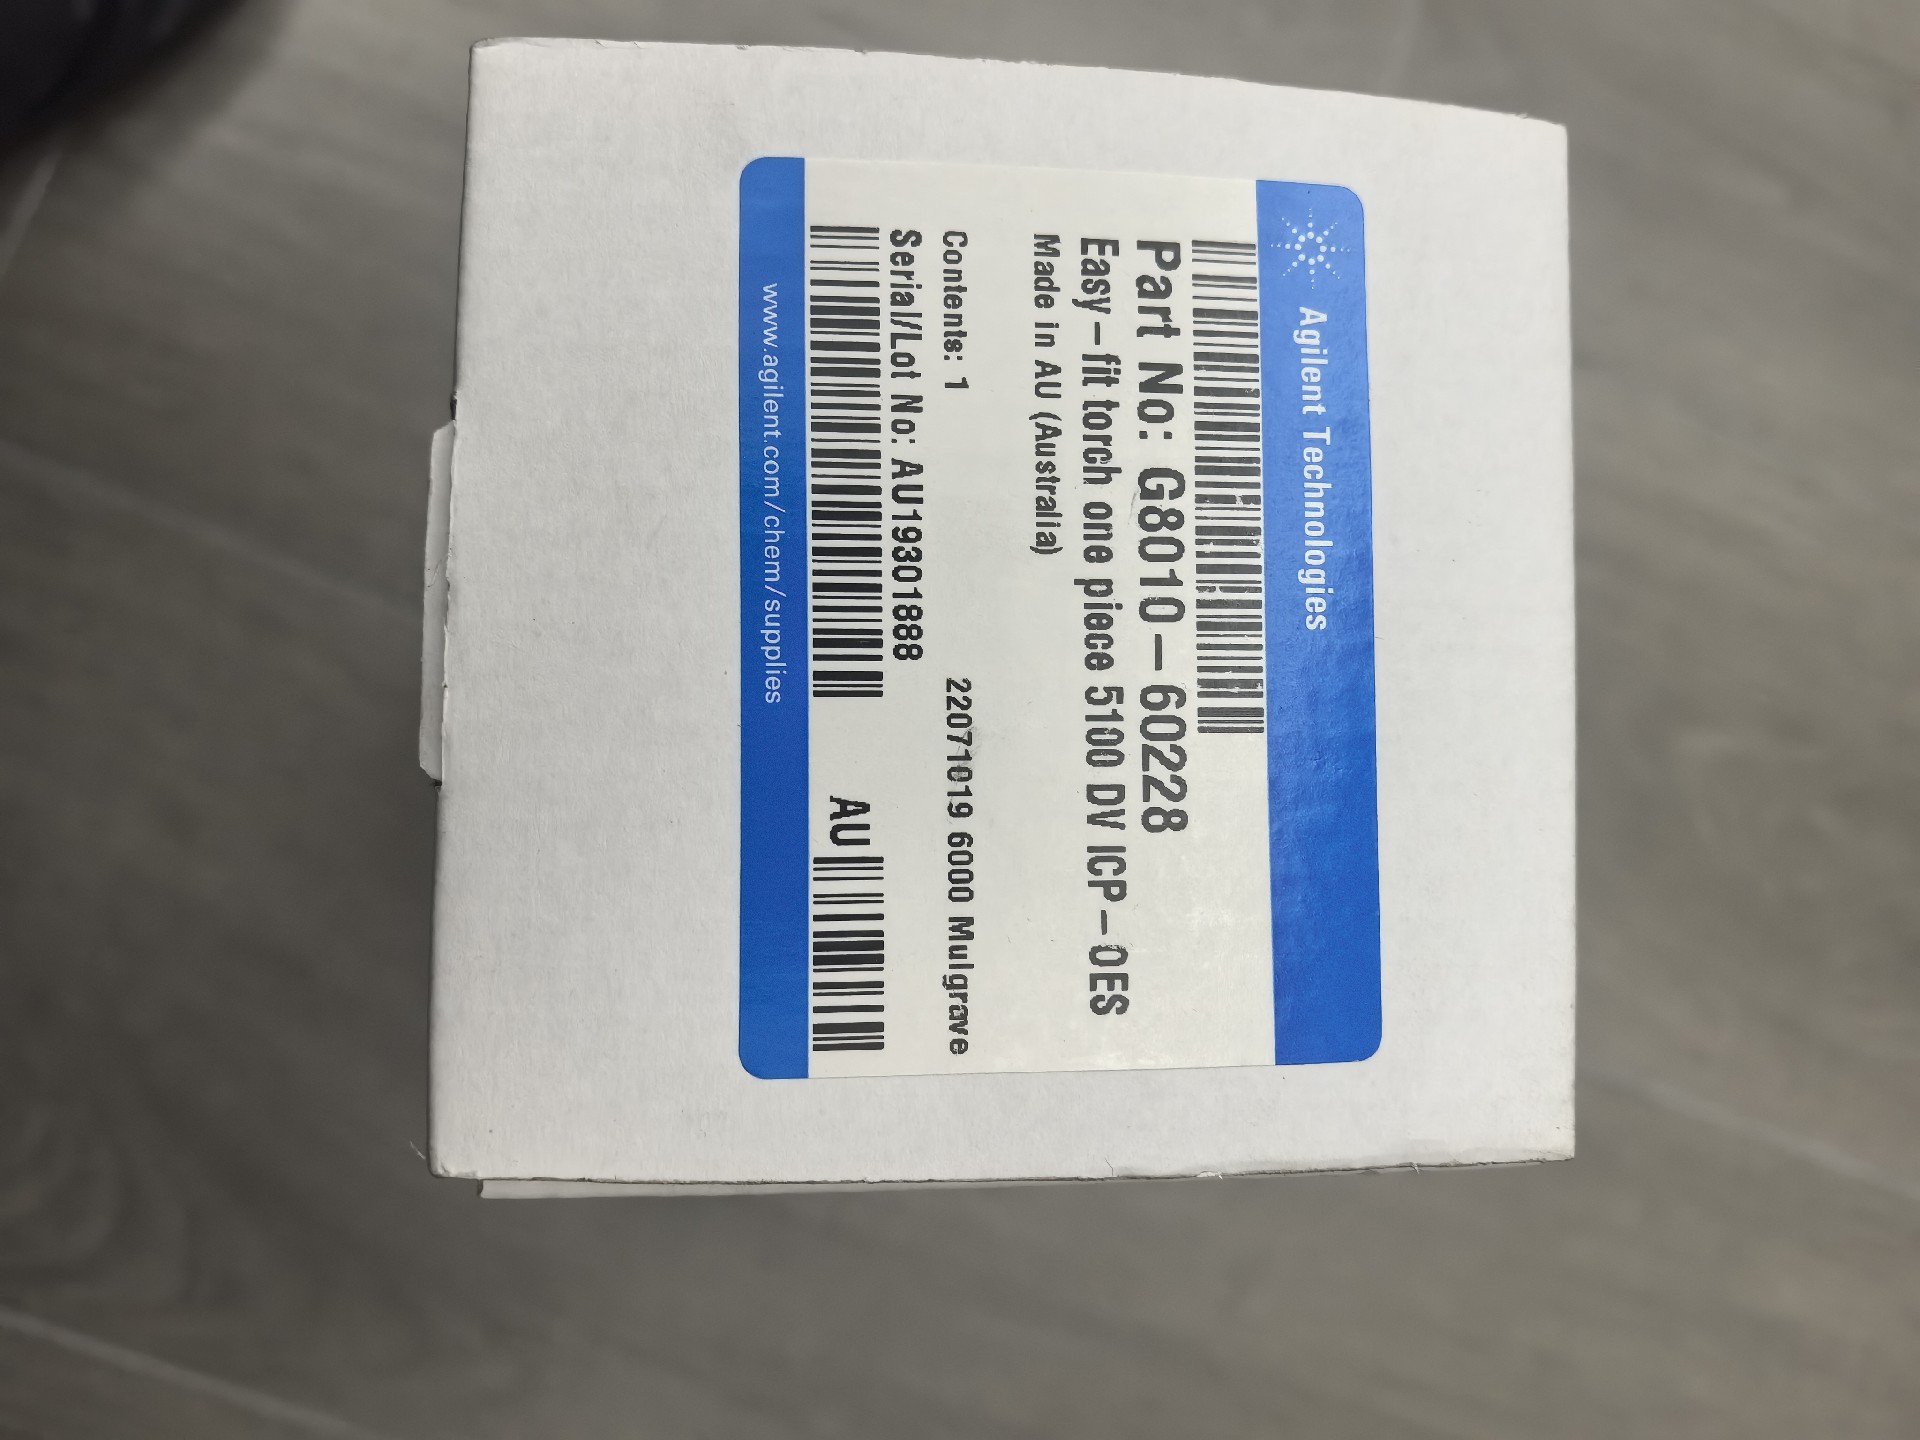 Agilent Technologies
Part No: G8010-60228
Easy-fit torch one piece 5100 DV ICP-OES
Made in AU (Australia)
Contents: 1 22071019 6000 Mulgrave
Serial/Lot No: AU19301888
AU
www.agilent.com/chem/supplies